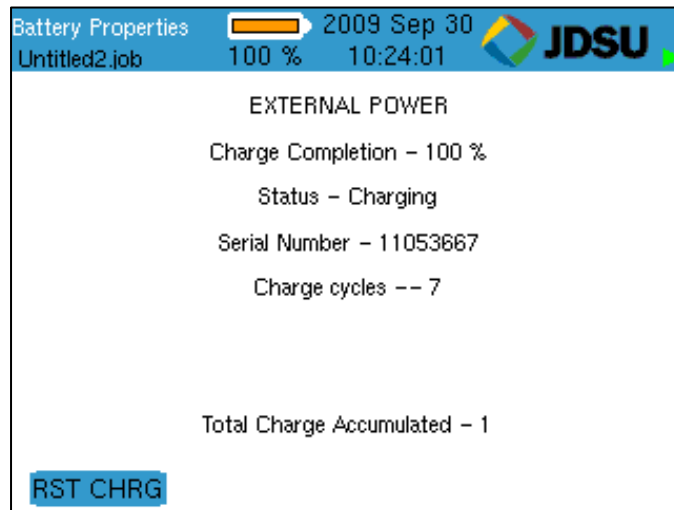 Battery Properties 2009 Sep 30 JDSU
Untitled2.job 100 % 10:24:01
EXTERNAL POWER
Charge Completion – 100 %
Status – Charging
Serial Number – 11053667
Charge cycles –– 7
Total Charge Accumulated – 1
RST CHRG